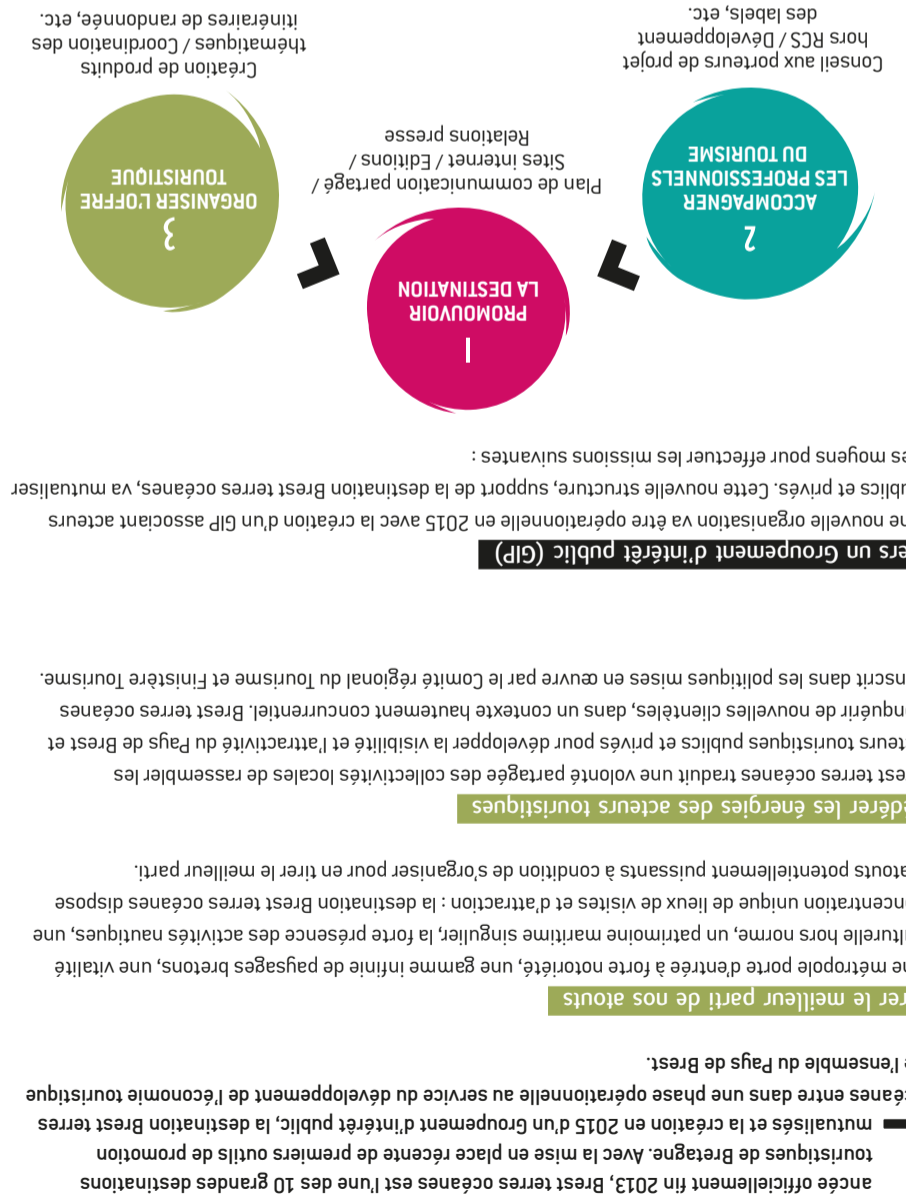 ancée officiellement fin 2013, Brest terres océanes est l'une des 10 grandes destinations
touristiques de Bretagne. Avec la mise en place récente de premiers outils de promotion
mutualisés et la création en 2015 d'un Groupement d'intérêt public, la destination Brest terres
céanes entre dans une phase opérationnelle au service du développement de l'économie touristique
e l'ensemble du Pays de Brest.
rer le meilleur parti de nos atouts
ne métropole porte d'entrée à forte notoriété, une gamme infinie de paysages bretons, une vitalité
ulturelle hors norme, un patrimoine maritime singulier, la forte présence des activités nautiques, une
oncentration unique de lieux de visites et d'attraction : la destination Brest terres océanes dispose
atouts potentiellement puissants à condition de s'organiser pour en tirer le meilleur parti.
édérer les énergies des acteurs touristiques
est terres océanes traduit une volonté partagée des collectivités locales de rassembler les
cteurs touristiques publics et privés pour développer la visibilité et l'attractivité du Pays de Brest et
onquérir de nouvelles clientèles, dans un contexte hautement concurrentiel. Brest terres océanes
inscrit dans les politiques mises en œuvre par le Comité régional du Tourisme et Finistère Tourisme.
ers un Groupement d'intérêt public (GIP)
ne nouvelle organisation va être opérationnelle en 2015 avec la création d'un GIP associant acteurs
ublics et privés. Cette nouvelle structure, support de la destination Brest terres océanes, va mutualiser
es moyens pour effectuer les missions suivantes :
1
PROMOUVOIR
LA DESTINATION
Plan de communication partagé /
Sites internet / Editions /
Relations presse
2
ACCOMPAGNER
LES PROFESSIONNELS
DU TOURISME
Conseil aux porteurs de projet
hors RCS / Développement
des labels, etc.
3
ORGANISER L'OFFRE
TOURISTIQUE
Création de produits
thématiques / Coordination des
itinéraires de randonnée, etc.